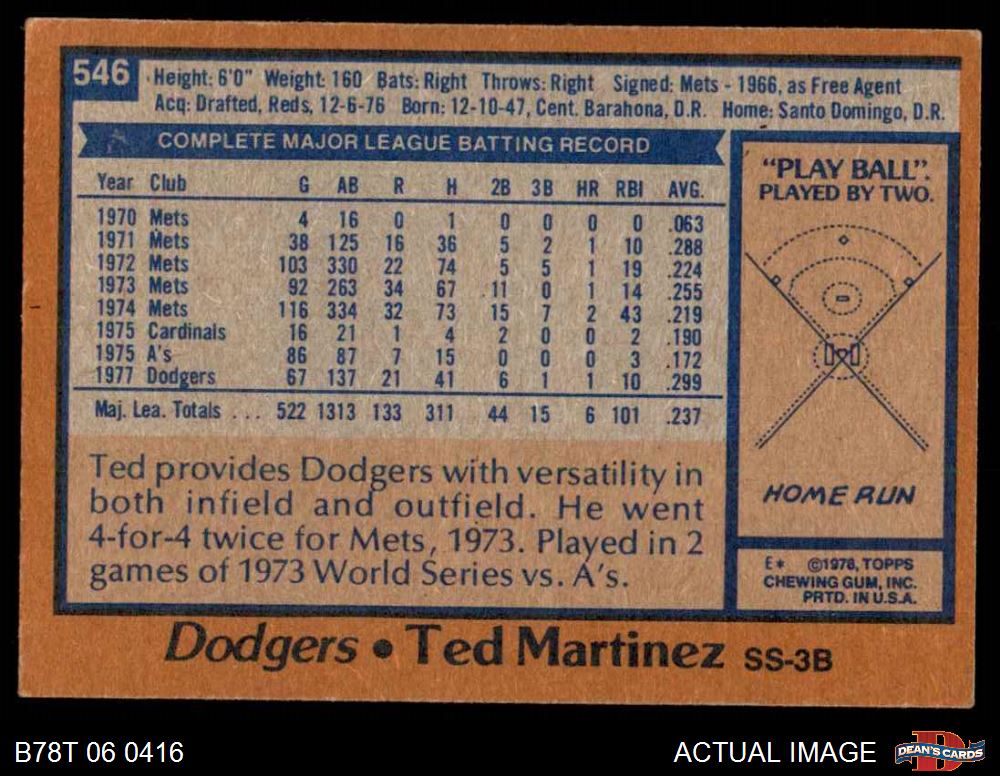 546
Height: 6'0" Weight: 160 Bats: Right Throws: Right Signed: Mets - 1966, as Free Agent
Acq: Drafted, Reds, 12-6-76 Born: 12-10-47, Cent. Barahona, D.R. Home: Santo Domingo, D.R.
COMPLETE MAJOR LEAGUE BATTING RECORD
Year Club G AB R H 2B 3B HR RBI AVG.
1970 Mets 4 16 0 1 0 0 0 0 .063
1971 Mets 38 125 16 36 5 2 1 10 .288
1972 Mets 103 330 22 74 5 5 1 19 .224
1973 Mets 92 263 34 67 11 0 1 14 .255
1974 Mets 116 334 32 73 15 7 2 43 .219
1975 Cardinals 16 21 1 4 2 0 0 2 .190
1975 A's 86 87 7 15 0 0 0 3 .172
1977 Dodgers 67 137 21 41 6 1 1 10 .299
Maj. Lea. Totals ... 522 1313 133 311 44 15 6 101 .237
Ted provides Dodgers with versatility in
both infield and outfield. He went
4-for-4 twice for Mets, 1973. Played in 2
games of 1973 World Series vs. A's.
"PLAY BALL".
PLAYED BY TWO.
HOME RUN
E* ©1978, TOPPS
CHEWING GUM, INC.
PRTD. IN U.S.A.
Dodgers • Ted Martinez SS-3B
B78T 06 0416
ACTUAL IMAGE
DEAN'S CARDS